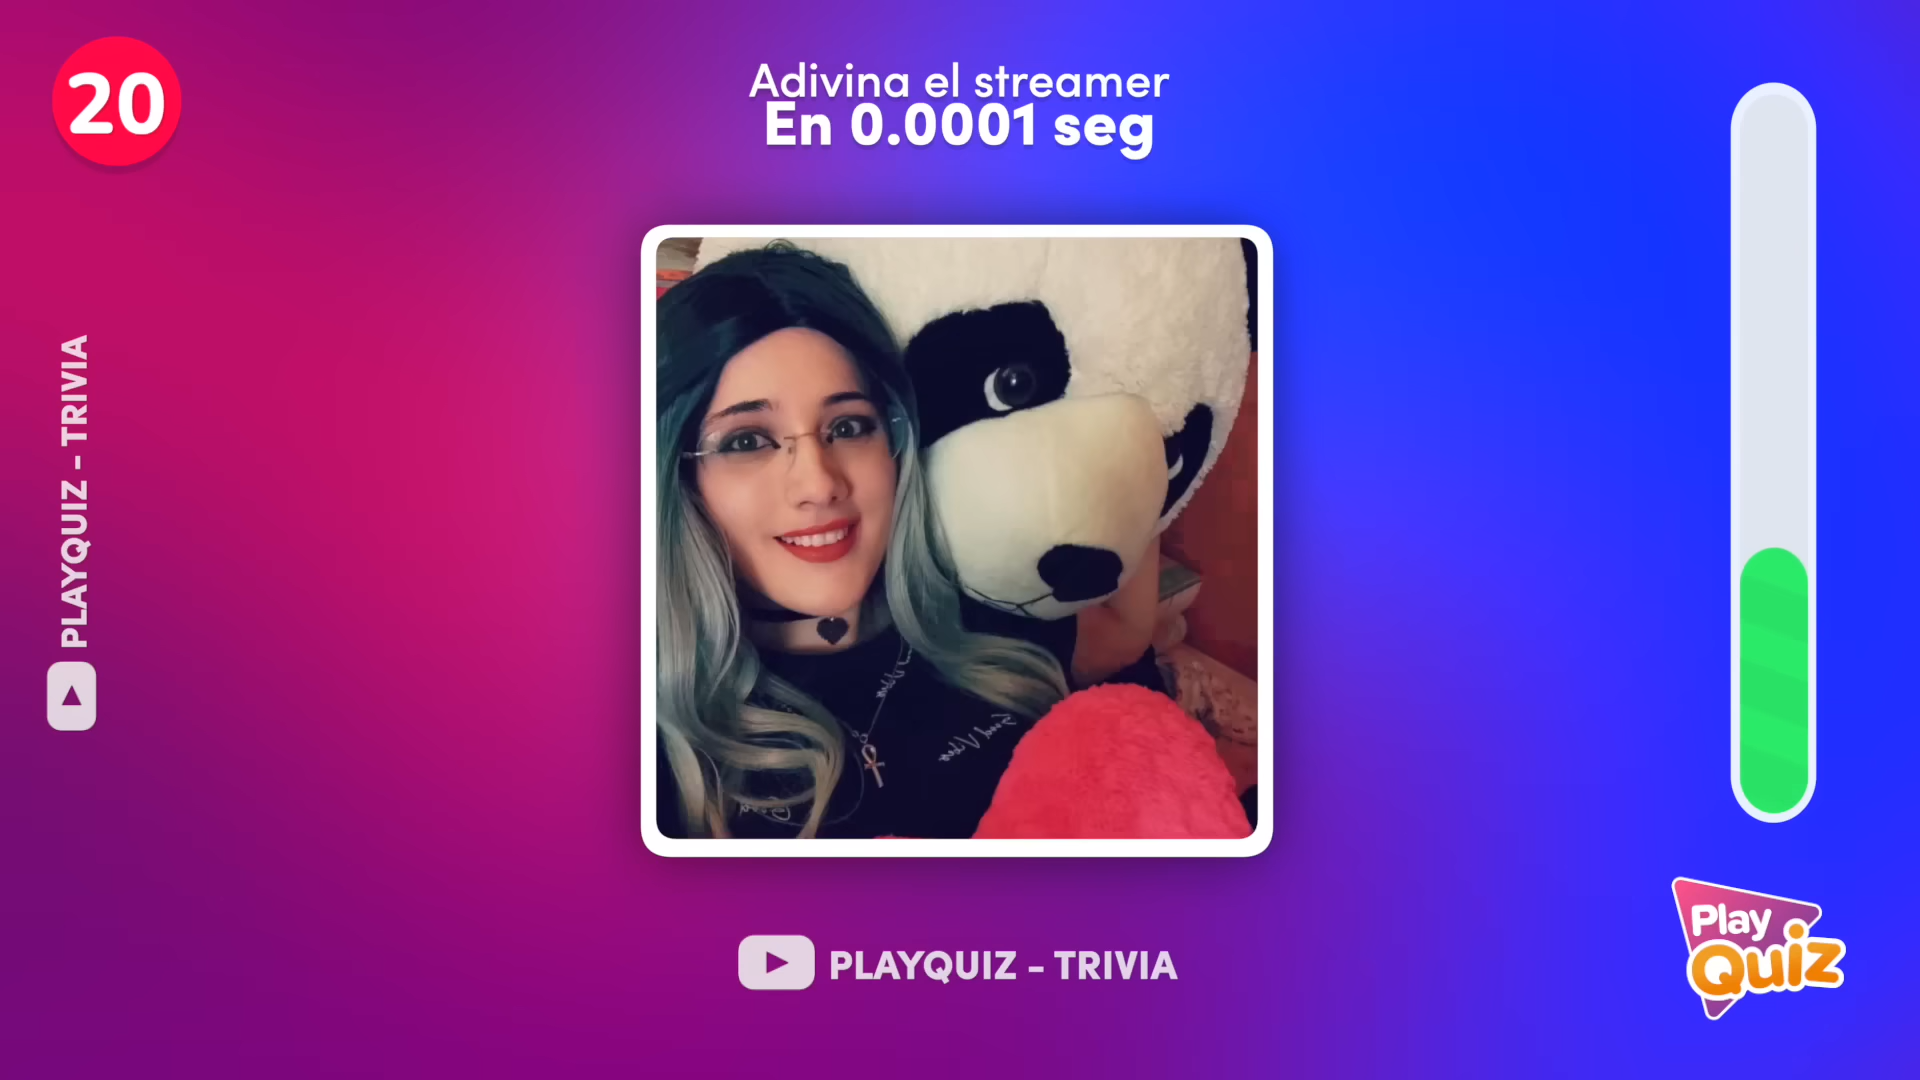 20
Adivina el streamer
En 0.0001 seg
PLAYQUIZ - TRIVIA
PLAYQUIZ - TRIVIA
Play
Quiz